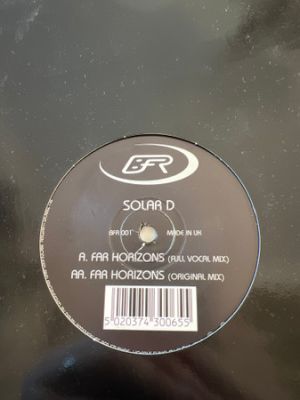 BFR
SOLAR D
BFR 001 MADE IN UK
A. FAR HORIZONS (FULL VOCAL MIX)
AA. FAR HORIZONS (ORIGINAL MIX)
5 020374 300655